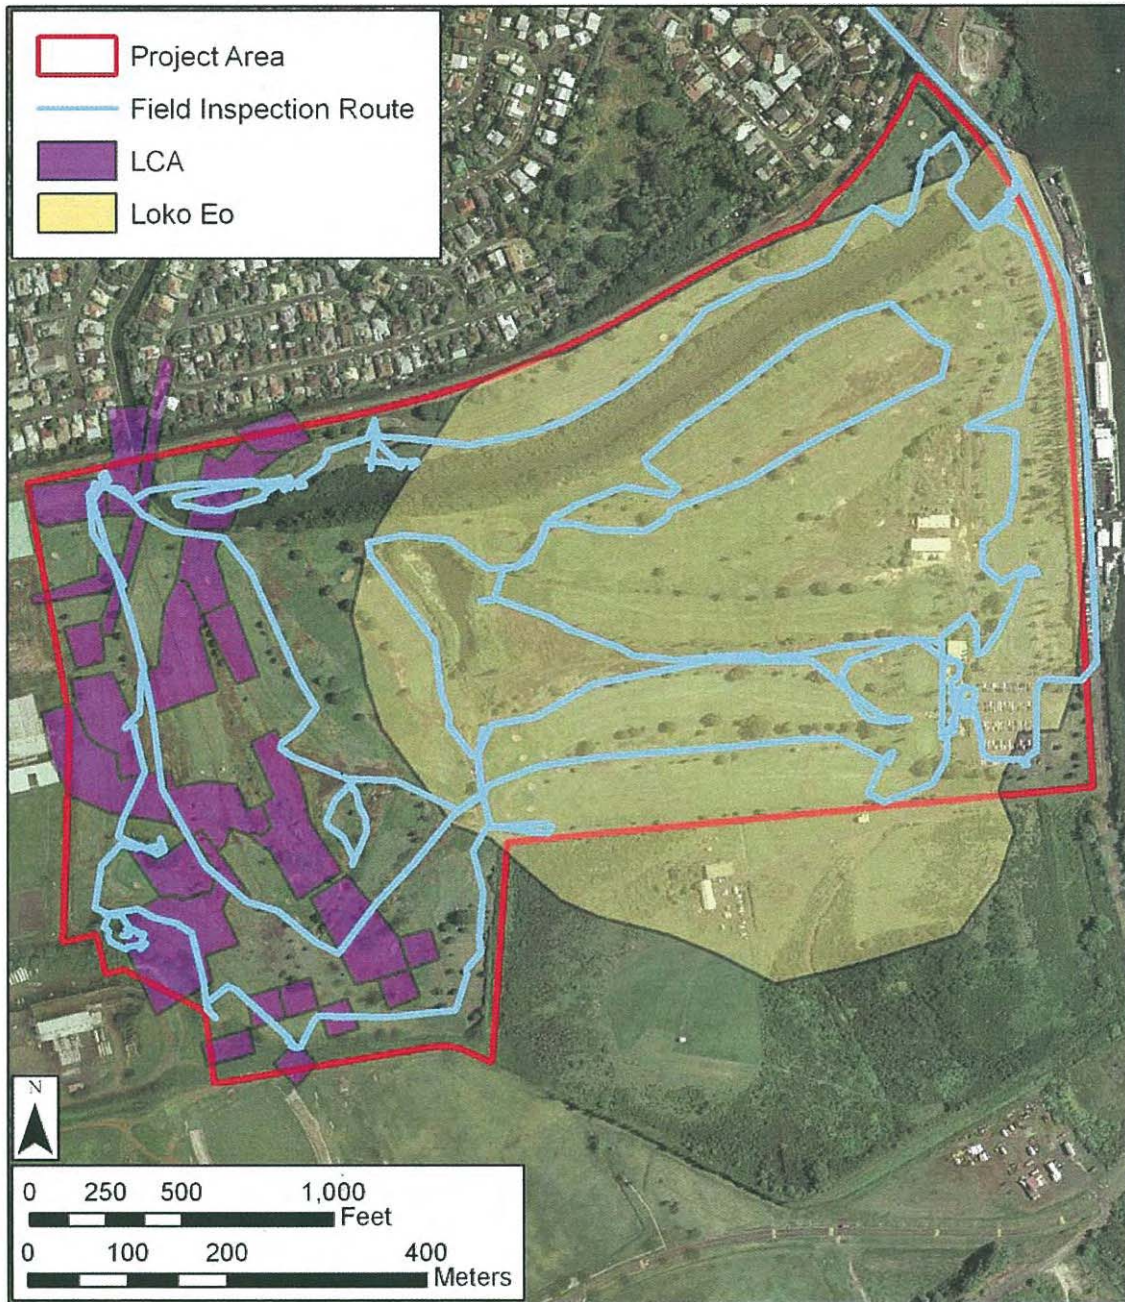 Project Area
Field Inspection Route
LCA
Loko Eo
N
0 250 500 1,000
Feet
0 100 200 400
Meters